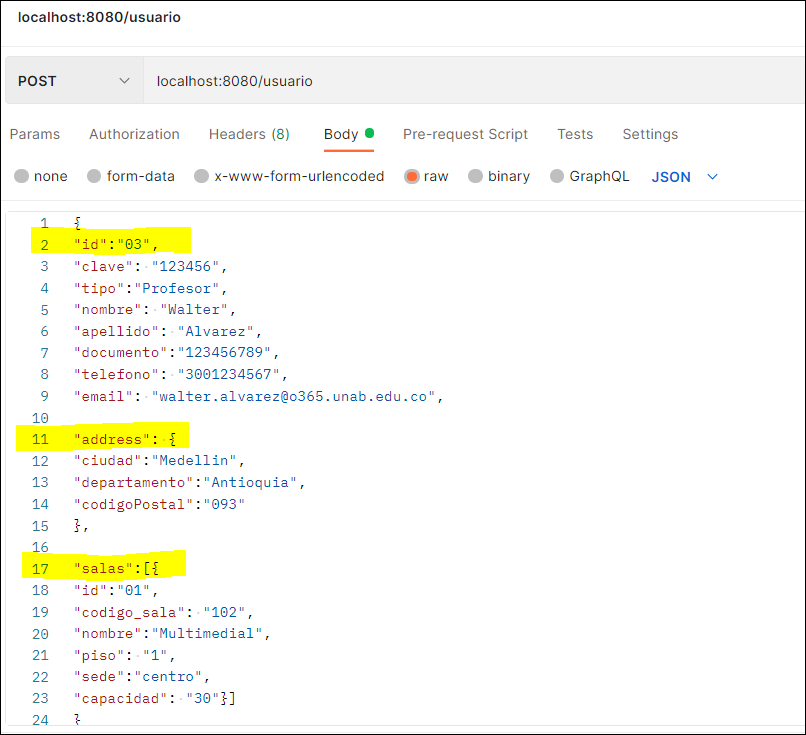 localhost:8080/usuario
POST localhost:8080/usuario
Params Authorization Headers (8) Body Pre-request Script Tests Settings
none form-data x-www-form-urlencoded raw binary GraphQL JSON
1 {
2 "id":"03",
3 "clave": "123456",
4 "tipo":"Profesor",
5 "nombre": "Walter",
6 "apellido": "Alvarez",
7 "documento":"123456789",
8 "telefono": "3001234567",
9 "email": "walter.alvarez@o365.unab.edu.co",
10
11 "address": {
12 "ciudad":"Medellin",
13 "departamento":"Antioquia",
14 "codigoPostal":"093"
15 },
16
17 "salas":[{
18 "id":"01",
19 "codigo_sala": "102",
20 "nombre":"Multimedial",
21 "piso": "1",
22 "sede":"centro",
23 "capacidad": "30"}]
24 }